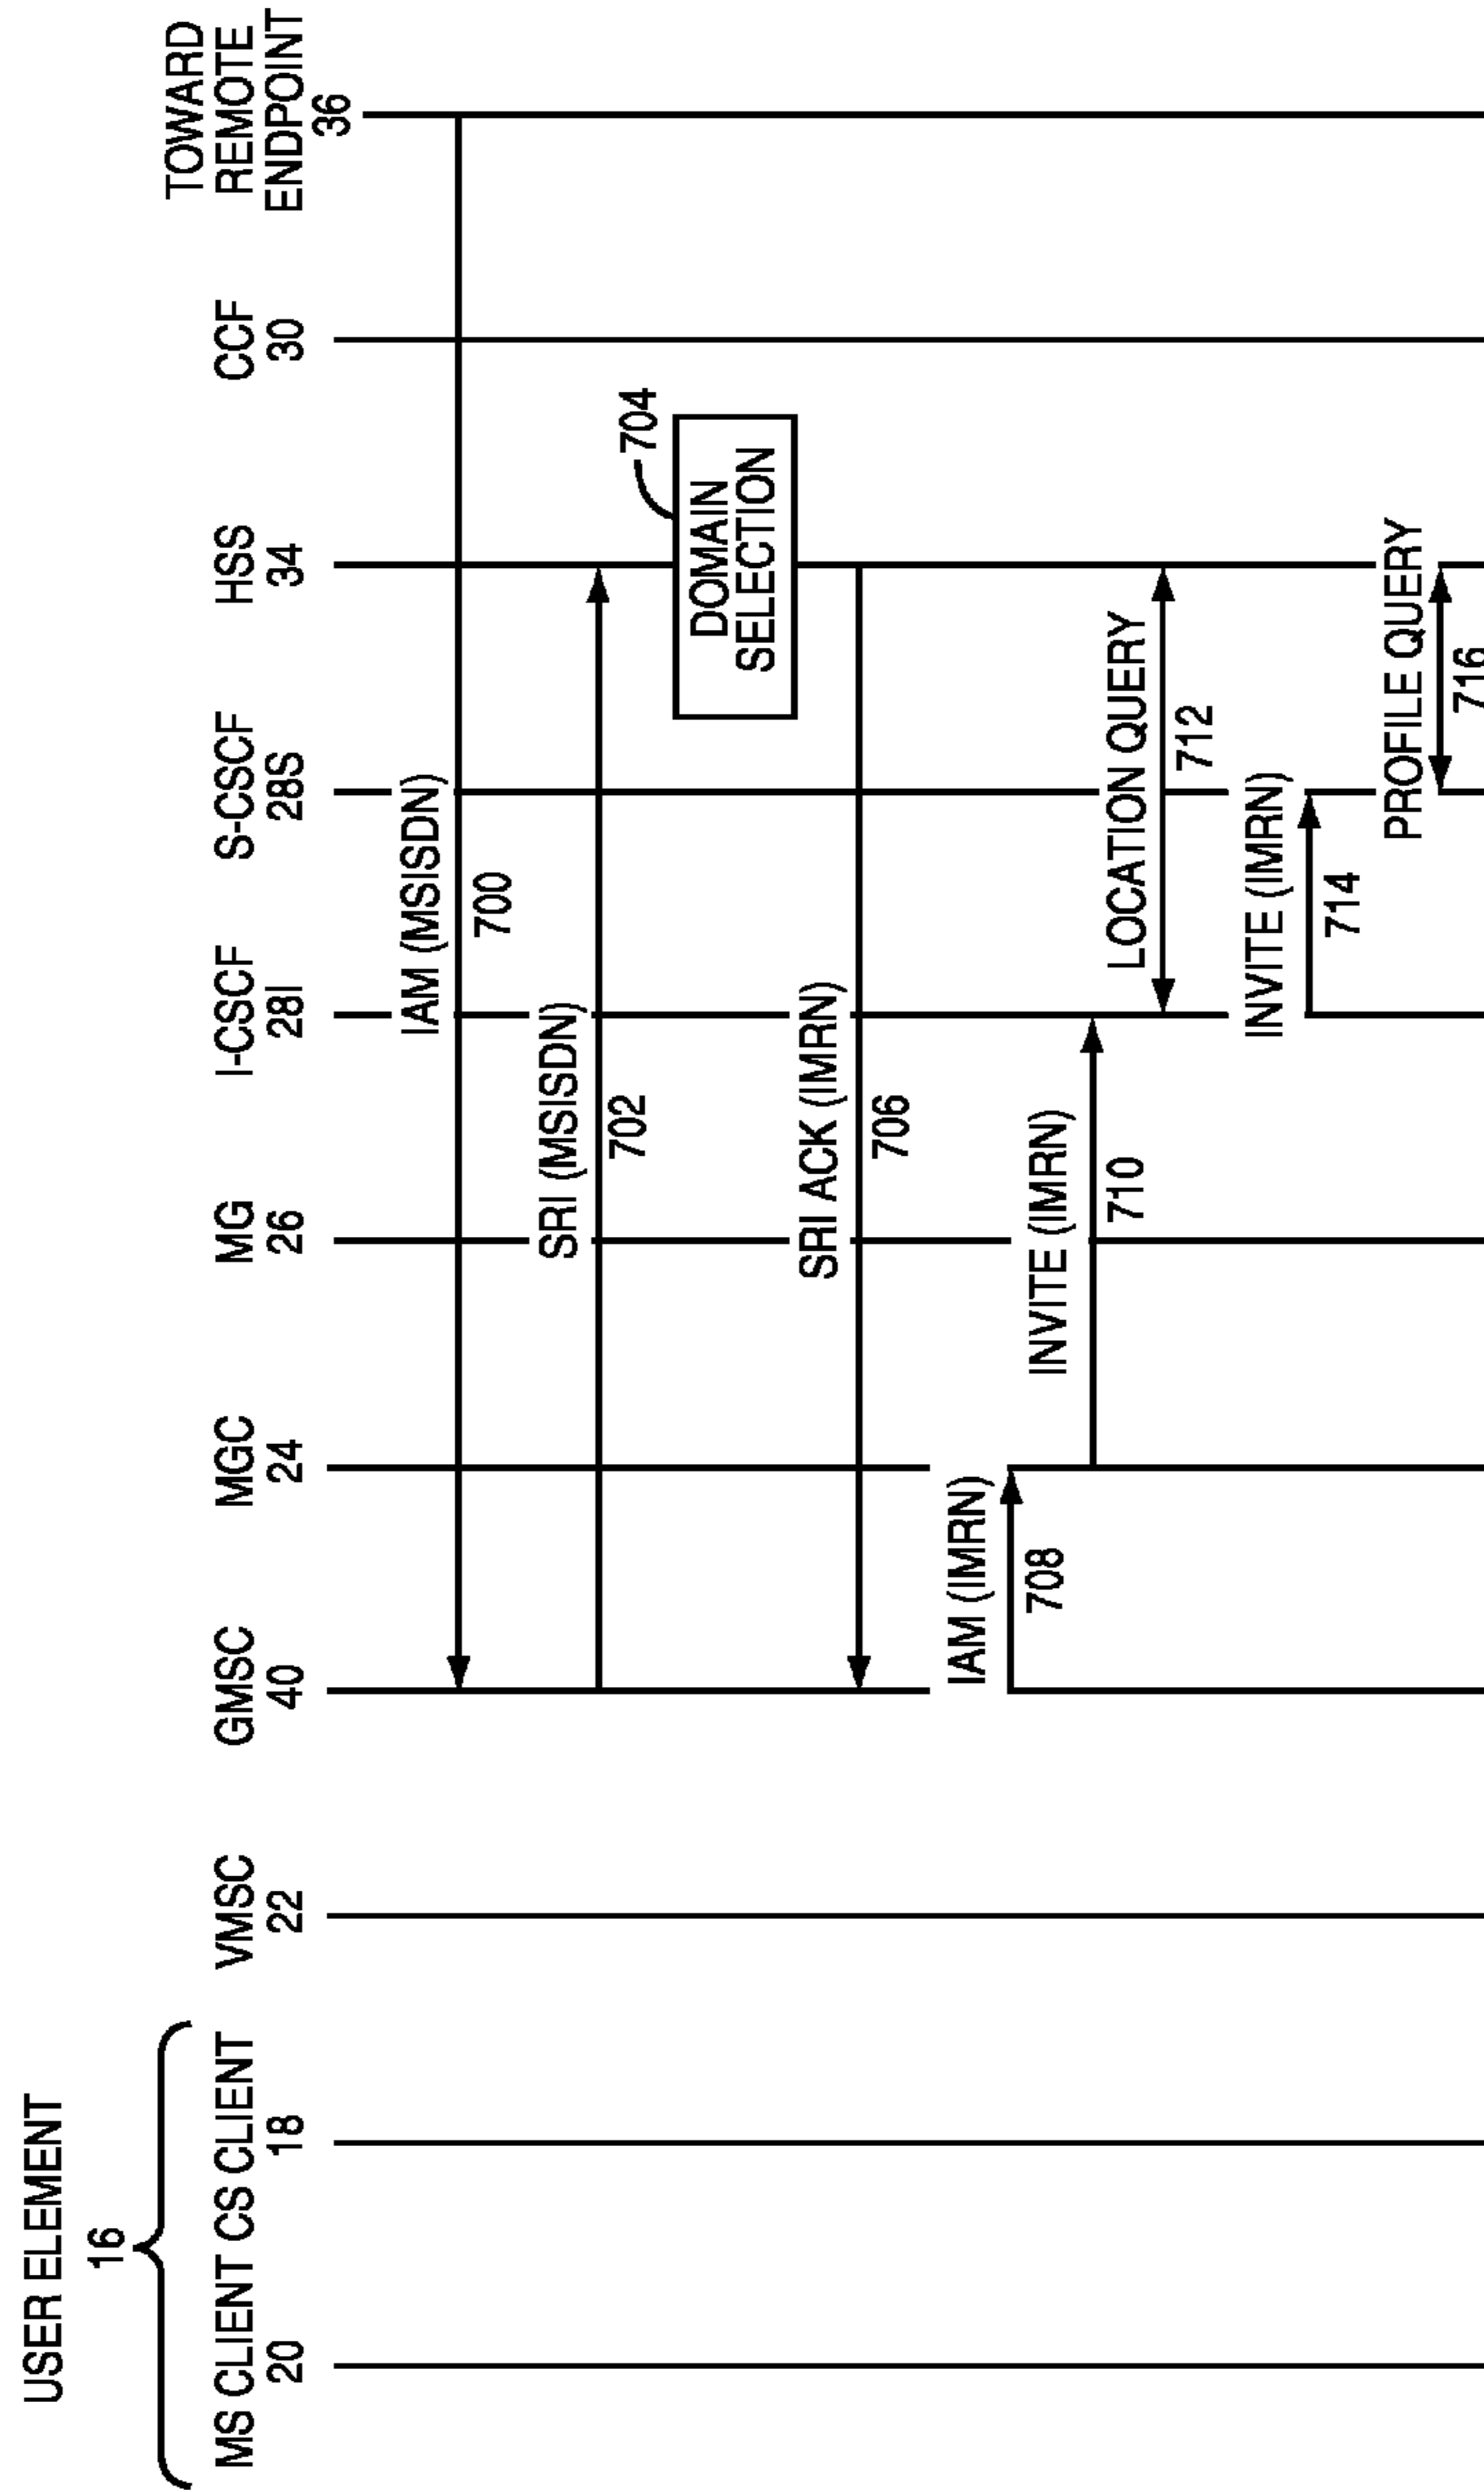 USER ELEMENT
16
MS CLIENT
20
CS CLIENT
18
VMSC
22
GMSC
40
MGC
24
MG
26
I-CSCF
28I
S-CSCF
28S
HSS
34
CCF
30
TOWARD
REMOTE
ENDPOINT
36
IAM (MSISDN)
700
SRI (MSISDN)
702
704
DOMAIN
SELECTION
SRI ACK (IMRN)
706
IAM (IMRN)
708
INVITE (IMRN)
710
LOCATION QUERY
712
INVITE (IMRN)
714
PROFILE QUERY
716